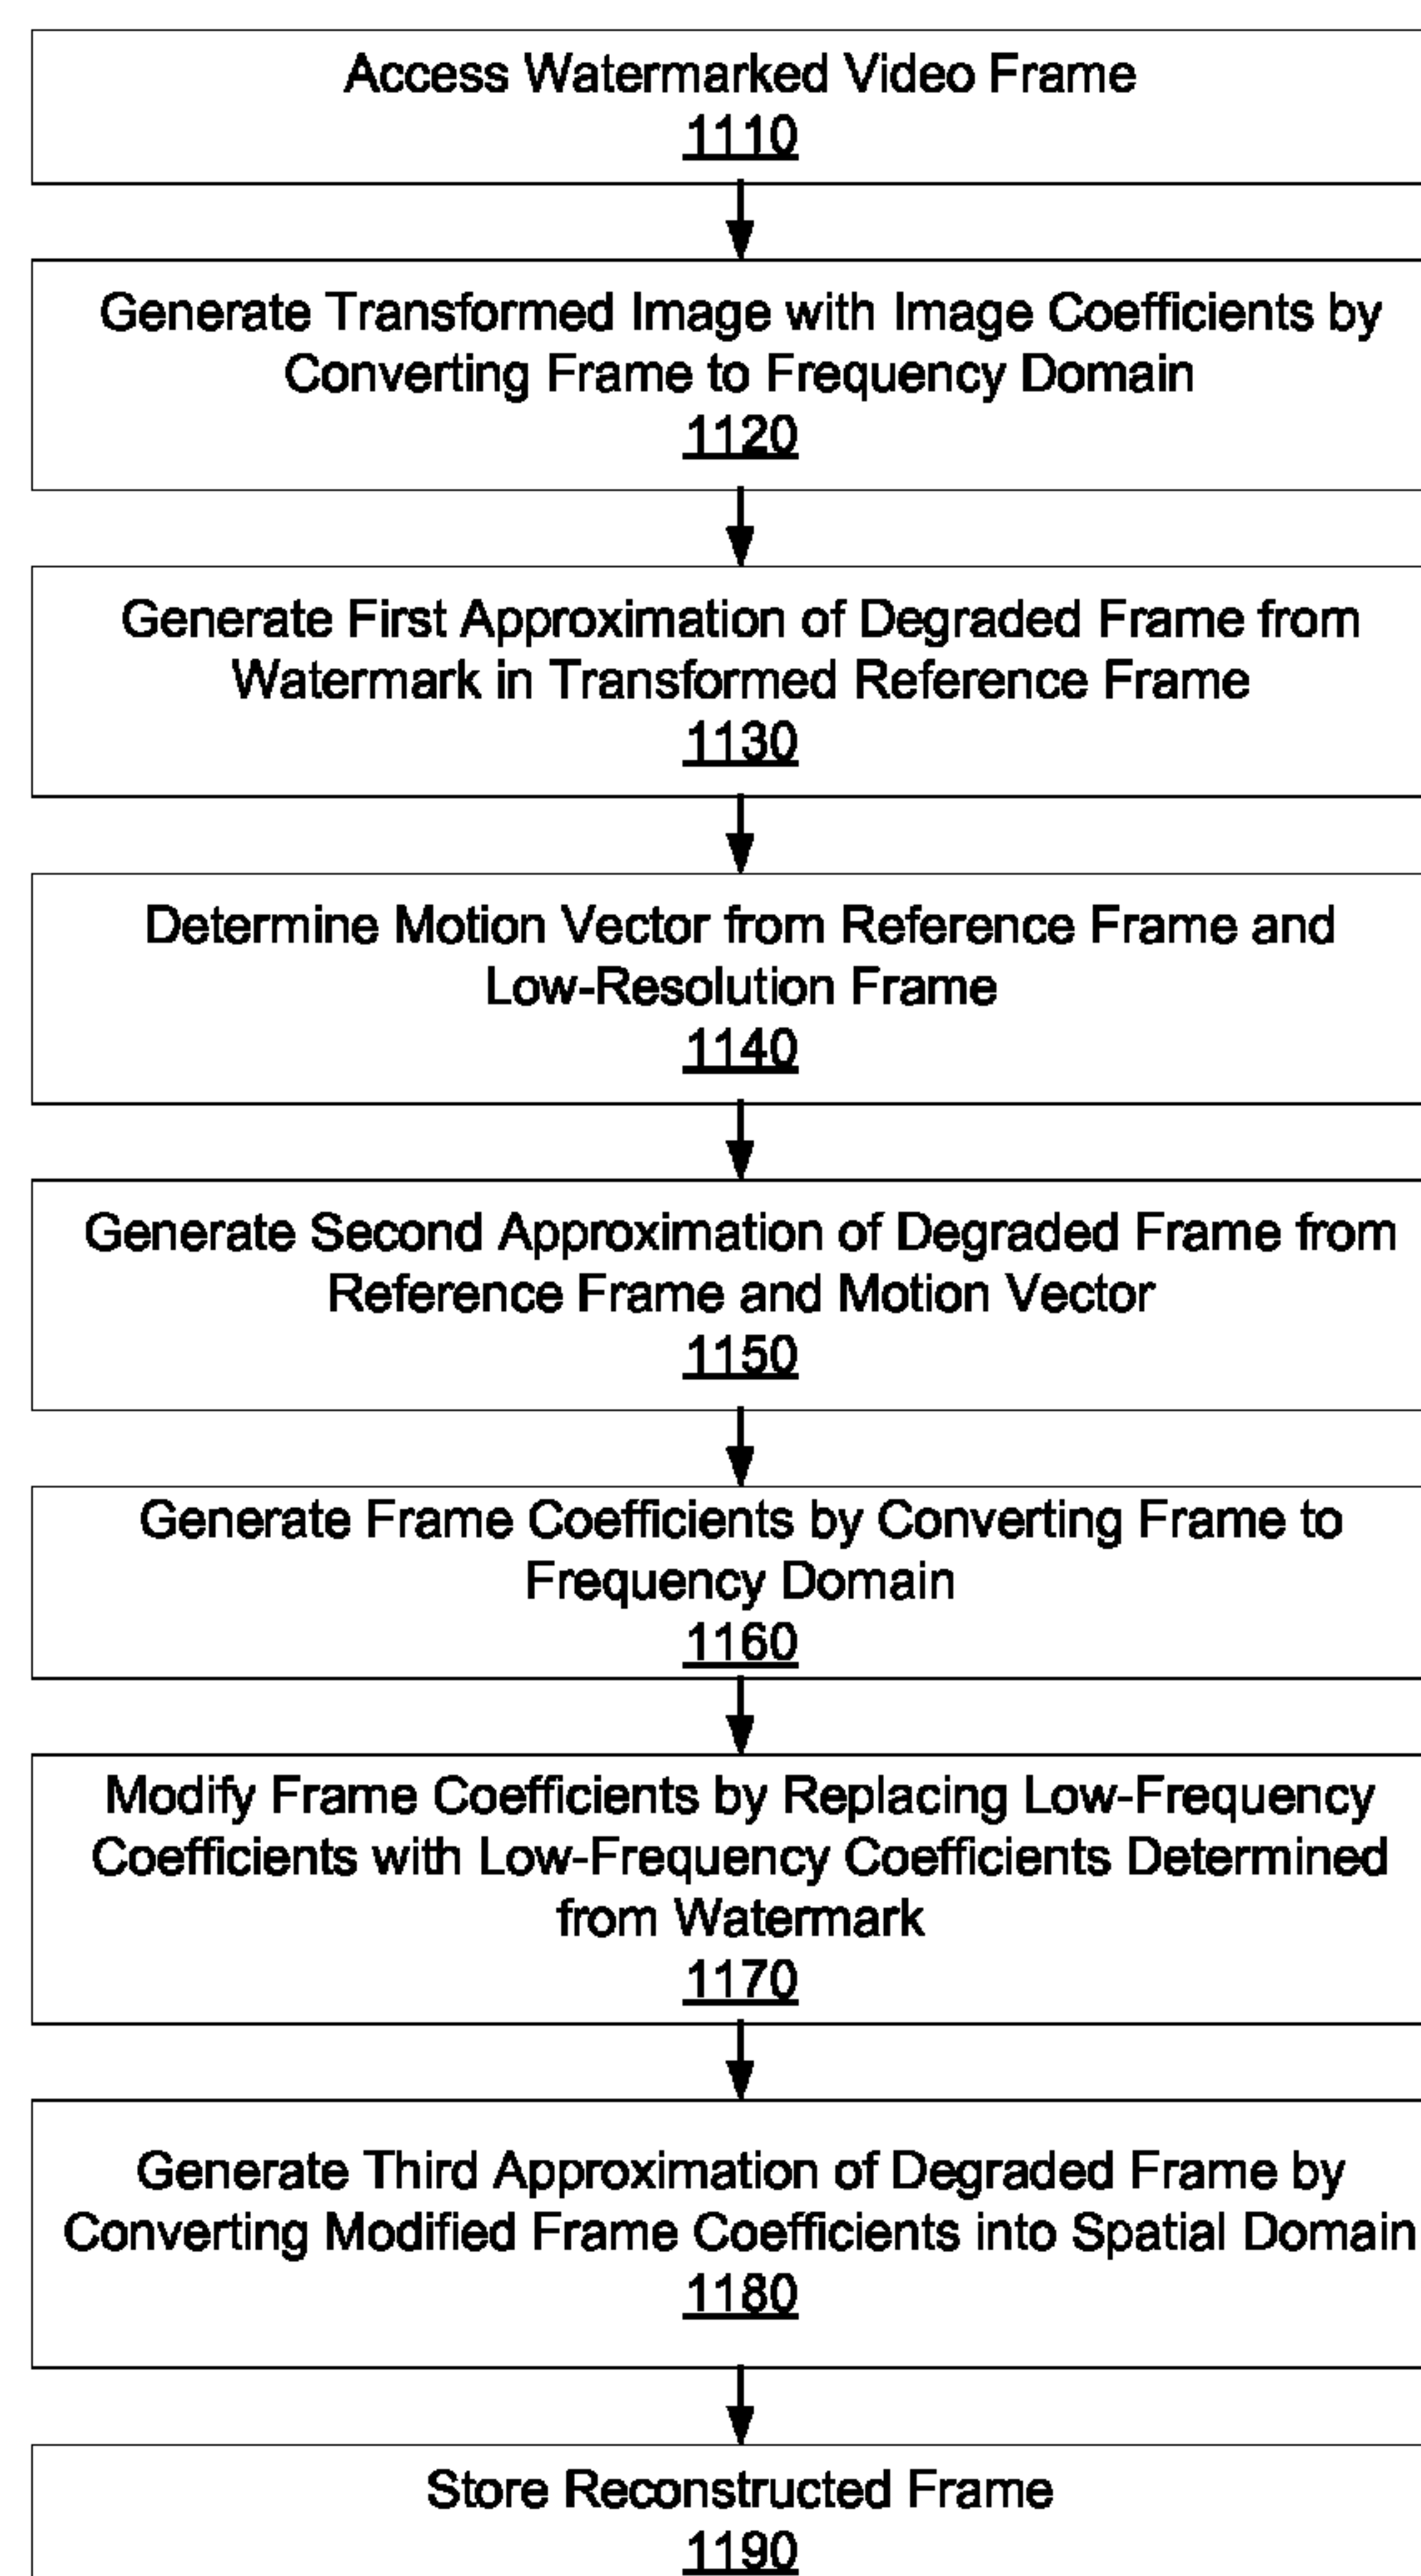 Access Watermarked Video Frame
1110
Generate Transformed Image with Image Coefficients by
Converting Frame to Frequency Domain
1120
Generate First Approximation of Degraded Frame from
Watermark in Transformed Reference Frame
1130
Determine Motion Vector from Reference Frame and
Low-Resolution Frame
1140
Generate Second Approximation of Degraded Frame from
Reference Frame and Motion Vector
1150
Generate Frame Coefficients by Converting Frame to
Frequency Domain
1160
Modify Frame Coefficients by Replacing Low-Frequency
Coefficients with Low-Frequency Coefficients Determined
from Watermark
1170
Generate Third Approximation of Degraded Frame by
Converting Modified Frame Coefficients into Spatial Domain
1180
Store Reconstructed Frame
1190